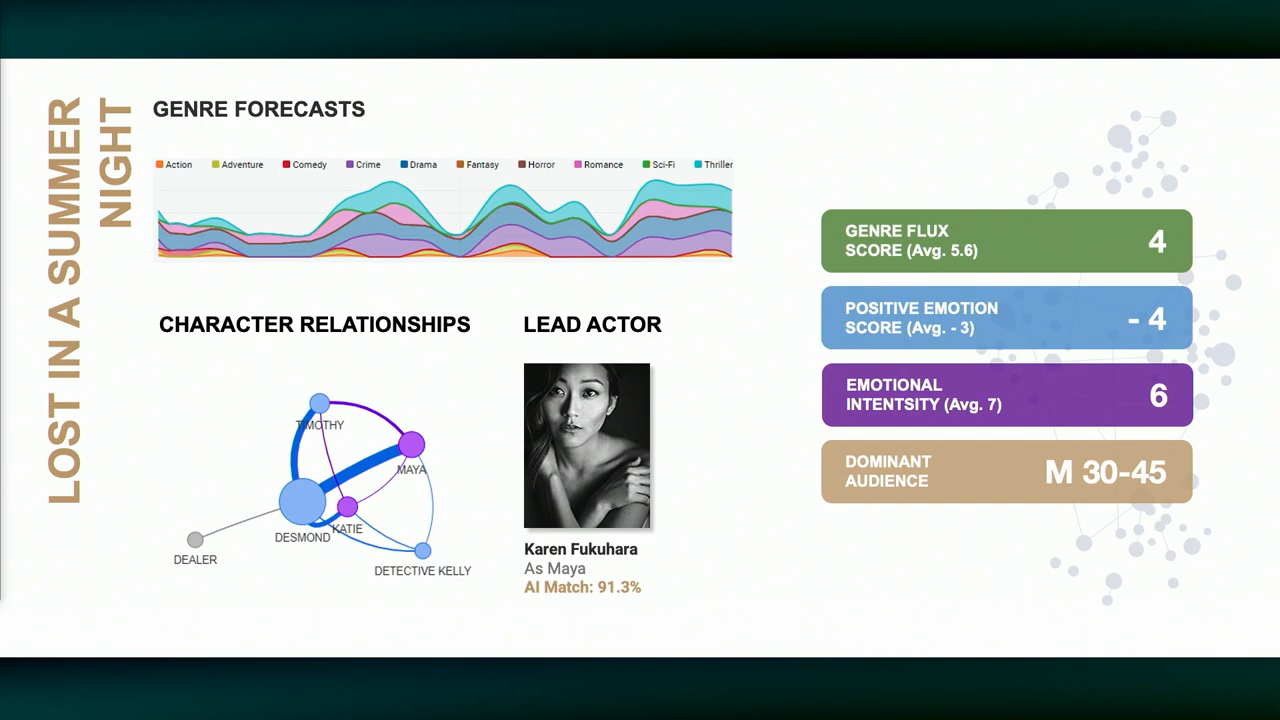 LOST IN A SUMMER
NIGHT
GENRE FORECASTS
Action Adventure Comedy Crime Drama Fantasy Horror Romance Sci-Fi Thriller
CHARACTER RELATIONSHIPS
TIMOTHY
MAYA
KATIE
DESMOND
DEALER
DETECTIVE KELLY
LEAD ACTOR
Karen Fukuhara
As Maya
AI Match: 91.3%
GENRE FLUX
SCORE (Avg. 5.6)
4
POSITIVE EMOTION
SCORE (Avg. - 3)
- 4
EMOTIONAL
INTENTSITY (Avg. 7)
6
DOMINANT
AUDIENCE
M 30-45